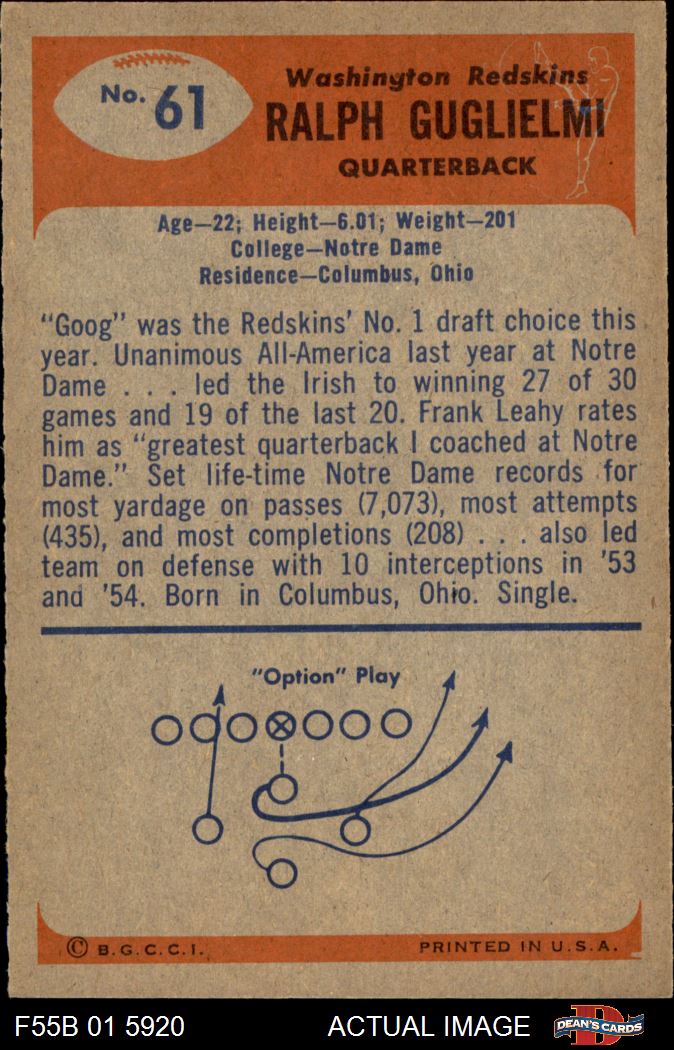 No. 61
Washington Redskins
RALPH GUGLIELMI
QUARTERBACK
Age—22; Height—6.01; Weight—201
College—Notre Dame
Residence—Columbus, Ohio
"Goog" was the Redskins' No. 1 draft choice this
year. Unanimous All-America last year at Notre
Dame . . . led the Irish to winning 27 of 30
games and 19 of the last 20. Frank Leahy rates
him as "greatest quarterback I coached at Notre
Dame." Set life-time Notre Dame records for
most yardage on passes (7,073), most attempts
(435), and most completions (208) . . . also led
team on defense with 10 interceptions in '53
and '54. Born in Columbus, Ohio. Single.
"Option" Play
© B.G.C.C.I.
PRINTED IN U.S.A.
F55B 01 5920
ACTUAL IMAGE
DEAN'S CARDS